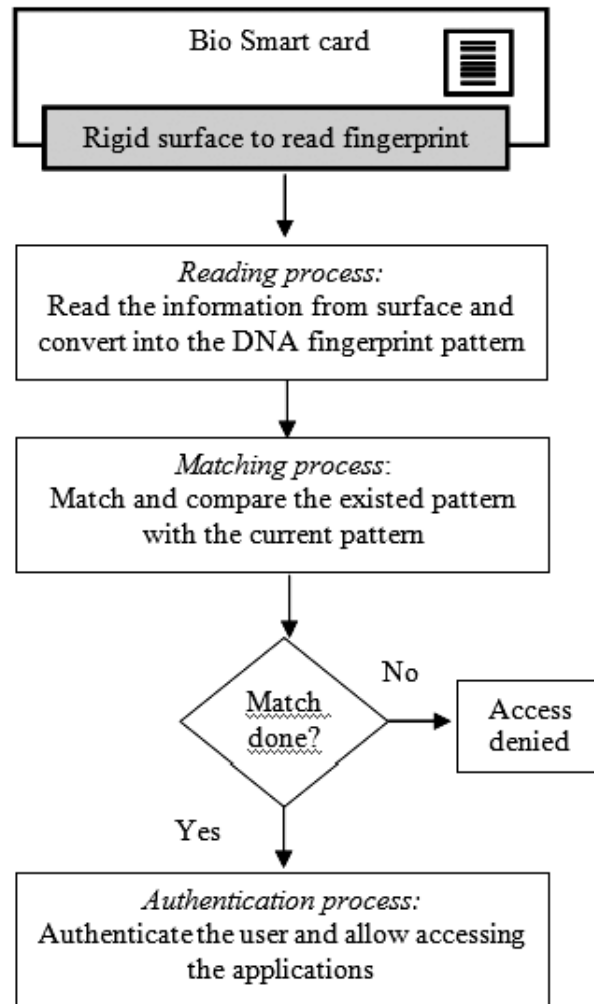 Bio Smart card
Rigid surface to read fingerprint
Reading process:
Read the information from surface and
convert into the DNA fingerprint pattern
Matching process:
Match and compare the existed pattern
with the current pattern
Match
done?
No
Access
denied
Yes
Authentication process:
Authenticate the user and allow accessing
the applications